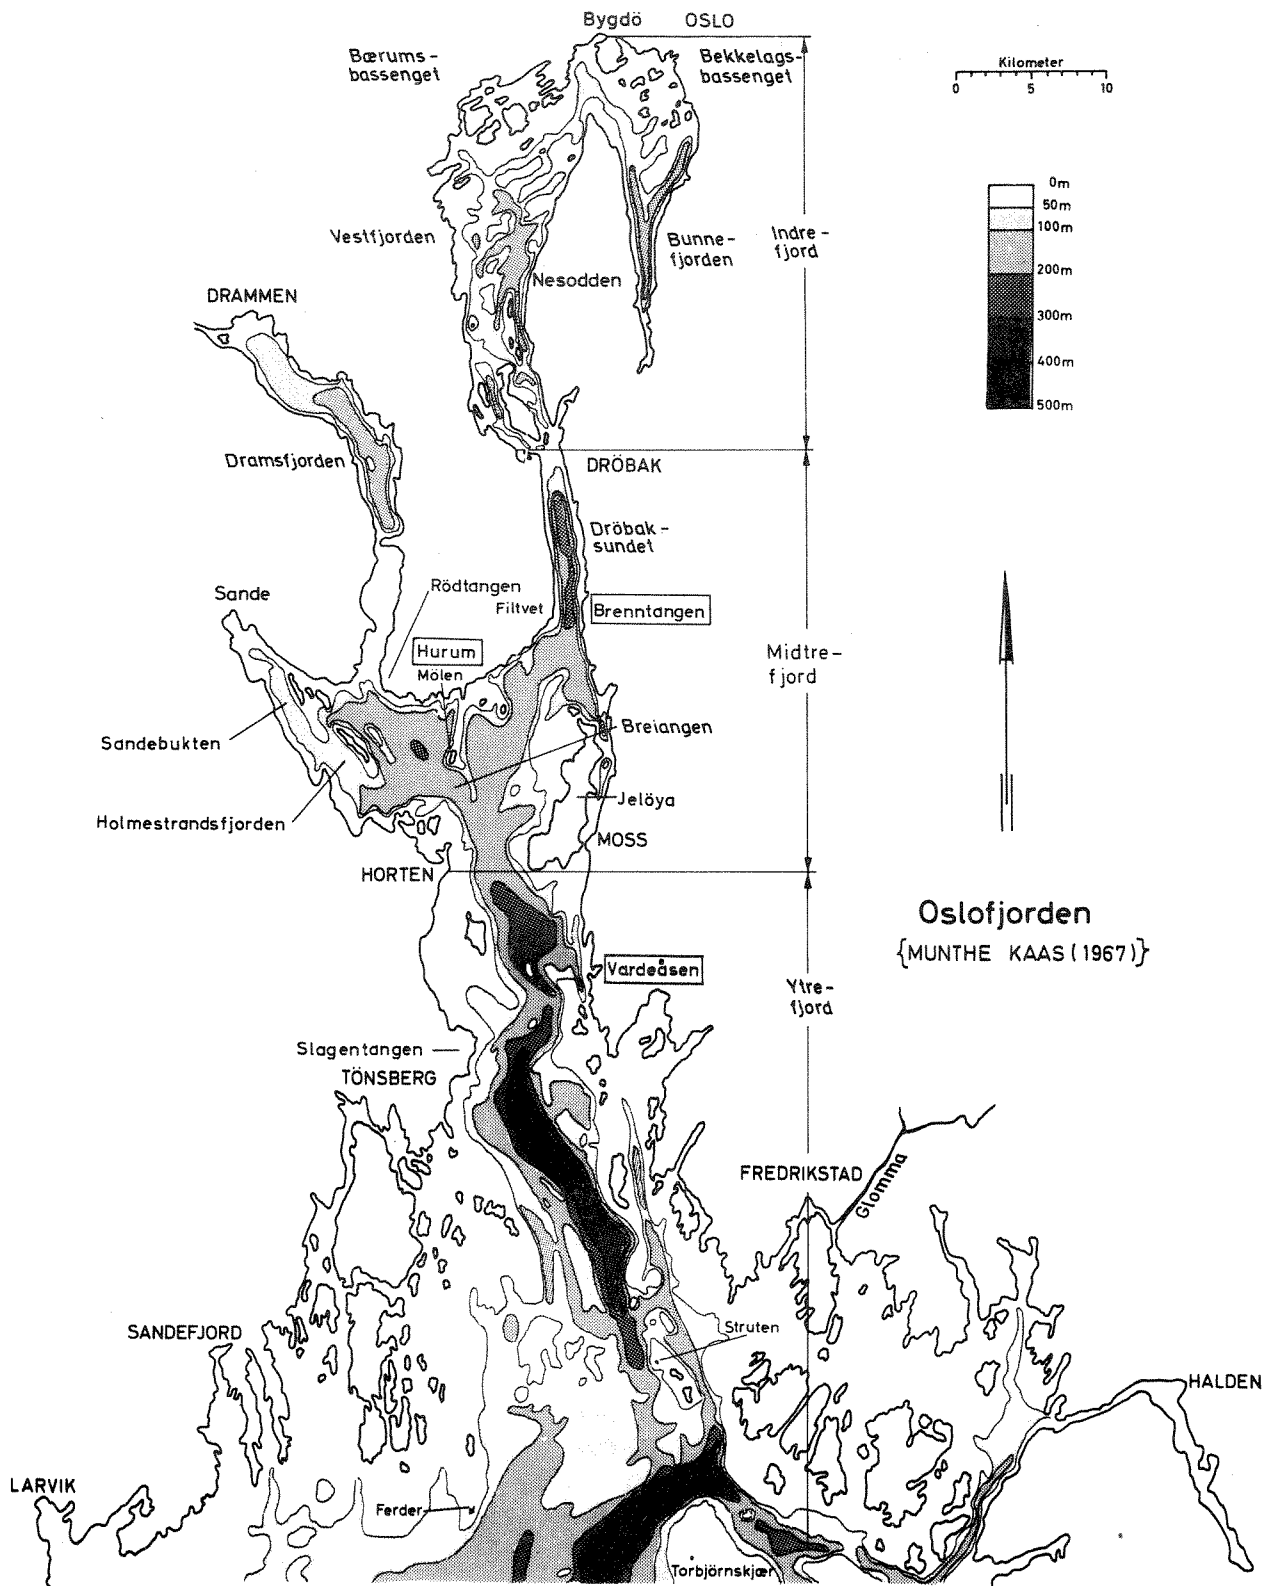 Bygdö OSLO
Bærums-
bassenget
Bekkelags-
bassenget
Kilometer
0 5 10
0m
50m
100m
200m
300m
400m
500m
Vestfjorden
Bunne-
fjorden
Indre-
fjord
Nesodden
DRAMMEN
Dramsfjorden
DRÖBAK
Dröbak-
sundet
Sande
Rödtangen
Filtvet
Brenntangen
Hurum
Mölen
Midtre-
fjord
Sandebukten
Breiangen
Holmestrandsfjorden
Jelöya
MOSS
HORTEN
Oslofjorden
{MUNTHE KAAS (1967)}
Vardeåsen
Ytre-
fjord
Slagentangen
TÖNSBERG
FREDRIKSTAD
Glomma
SANDEFJORD
Struten
HALDEN
LARVIK
Ferder
Torbjörnskjær